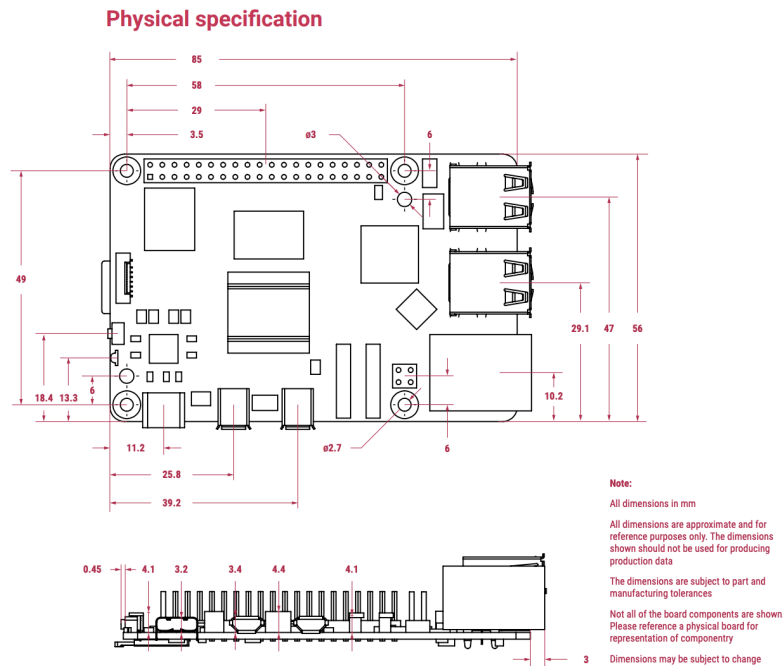 Physical specification
85
58
29
3.5
ø3
6
49
29.1
47
56
18.4
13.3
6
10.2
11.2
ø2.7
6
25.8
39.2
Note:
All dimensions in mm
All dimensions are approximate and for
reference purposes only. The dimensions
shown should not be used for producing
production data
The dimensions are subject to part and
manufacturing tolerances
Not all of the board components are shown
Please reference a physical board for
representation of componentry
Dimensions may be subject to change
0.45
4.1
3.2
3.4
4.4
4.1
3